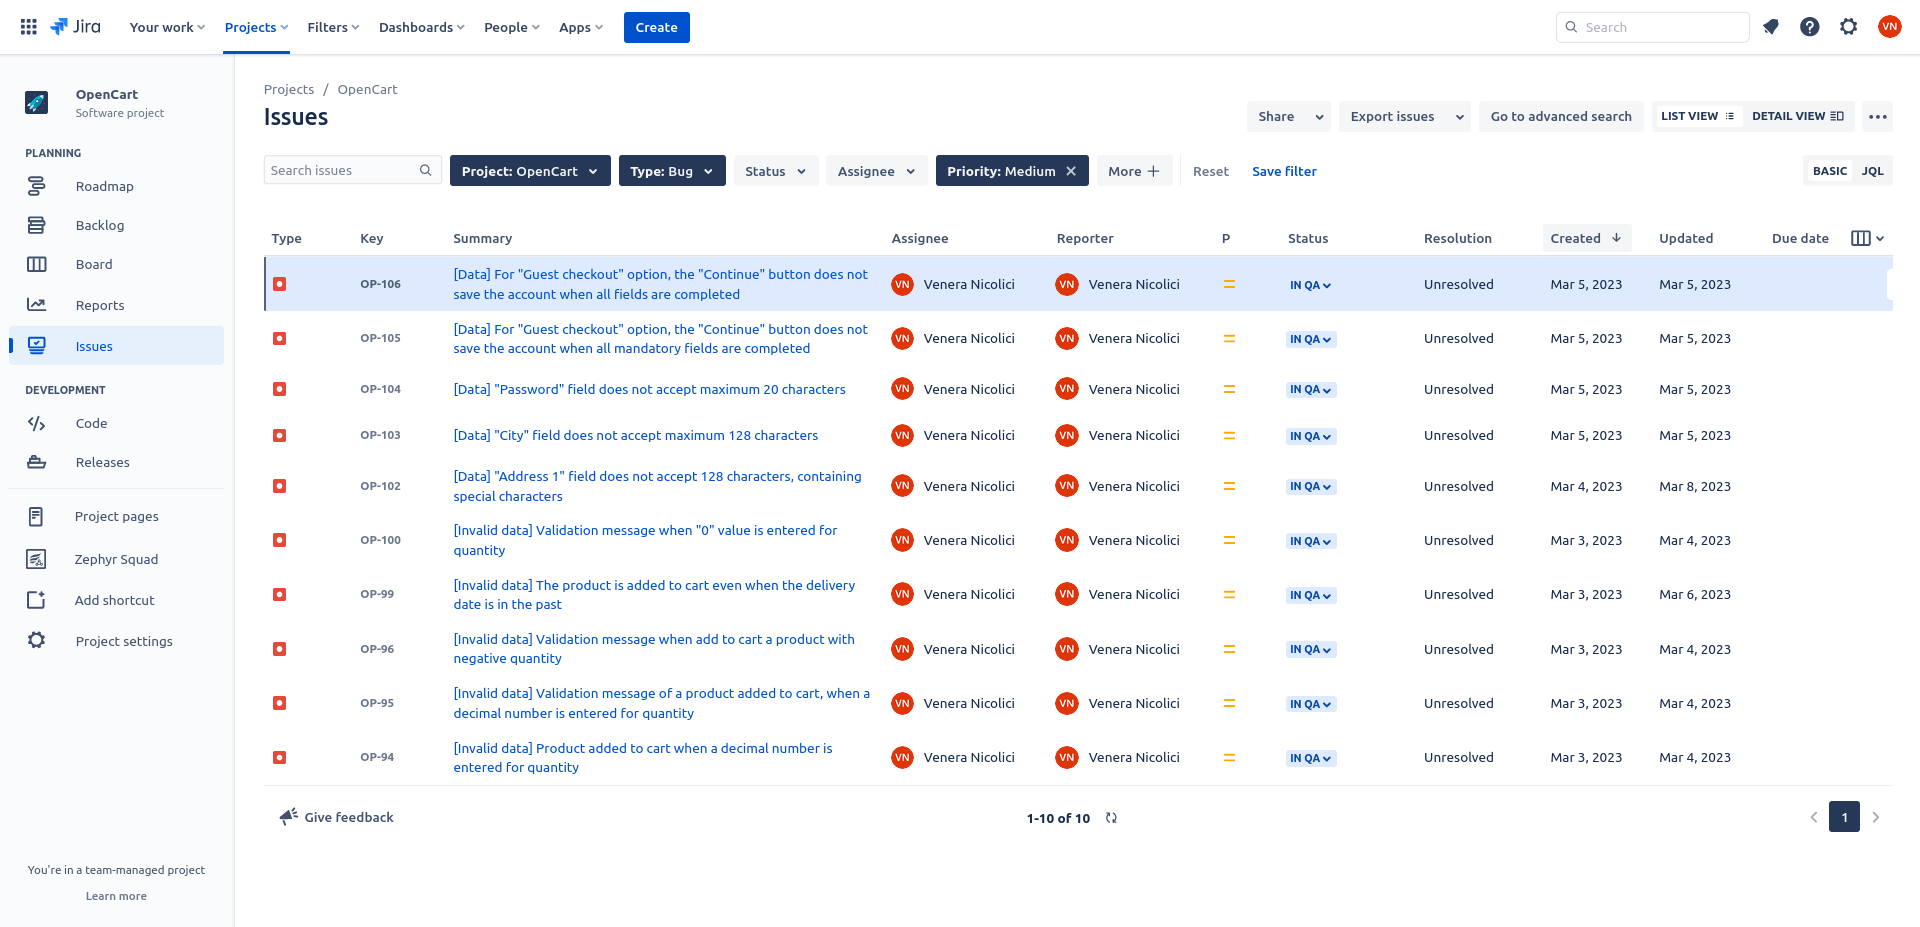 Jira Your work Projects Filters Dashboards People Apps Create Search VN
OpenCart
Software project
PLANNING
Roadmap
Backlog
Board
Reports
Issues
DEVELOPMENT
Code
Releases
Project pages
Zephyr Squad
Add shortcut
Project settings
You're in a team-managed project
Learn more
Projects / OpenCart
Issues
Share Export issues Go to advanced search LIST VIEW DETAIL VIEW
Search issues Project: OpenCart Type: Bug Status Assignee Priority: Medium More Reset Save filter BASIC JQL
Type Key Summary Assignee Reporter P Status Resolution Created Updated Due date
OP-106 [Data] For "Guest checkout" option, the "Continue" button does not
save the account when all fields are completed VN Venera Nicolici VN Venera Nicolici IN QA Unresolved Mar 5, 2023 Mar 5, 2023
OP-105 [Data] For "Guest checkout" option, the "Continue" button does not
save the account when all mandatory fields are completed VN Venera Nicolici VN Venera Nicolici IN QA Unresolved Mar 5, 2023 Mar 5, 2023
OP-104 [Data] "Password" field does not accept maximum 20 characters VN Venera Nicolici VN Venera Nicolici IN QA Unresolved Mar 5, 2023 Mar 5, 2023
OP-103 [Data] "City" field does not accept maximum 128 characters VN Venera Nicolici VN Venera Nicolici IN QA Unresolved Mar 5, 2023 Mar 5, 2023
OP-102 [Data] "Address 1" field does not accept 128 characters, containing
special characters VN Venera Nicolici VN Venera Nicolici IN QA Unresolved Mar 4, 2023 Mar 8, 2023
OP-100 [Invalid data] Validation message when "0" value is entered for
quantity VN Venera Nicolici VN Venera Nicolici IN QA Unresolved Mar 3, 2023 Mar 4, 2023
OP-99 [Invalid data] The product is added to cart even when the delivery
date is in the past VN Venera Nicolici VN Venera Nicolici IN QA Unresolved Mar 3, 2023 Mar 6, 2023
OP-96 [Invalid data] Validation message when add to cart a product with
negative quantity VN Venera Nicolici VN Venera Nicolici IN QA Unresolved Mar 3, 2023 Mar 4, 2023
OP-95 [Invalid data] Validation message of a product added to cart, when a
decimal number is entered for quantity VN Venera Nicolici VN Venera Nicolici IN QA Unresolved Mar 3, 2023 Mar 4, 2023
OP-94 [Invalid data] Product added to cart when a decimal number is
entered for quantity VN Venera Nicolici VN Venera Nicolici IN QA Unresolved Mar 3, 2023 Mar 4, 2023
Give feedback 1-10 of 10 1